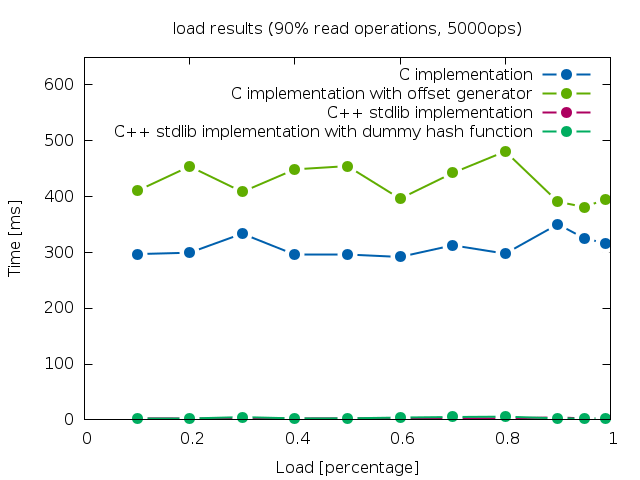 load results (90% read operations, 5000ops)
C implementation
C implementation with offset generator
C++ stdlib implementation
C++ stdlib implementation with dummy hash function
600
500
400
300
200
100
0
Time [ms]
0 0.2 0.4 0.6 0.8 1
Load [percentage]